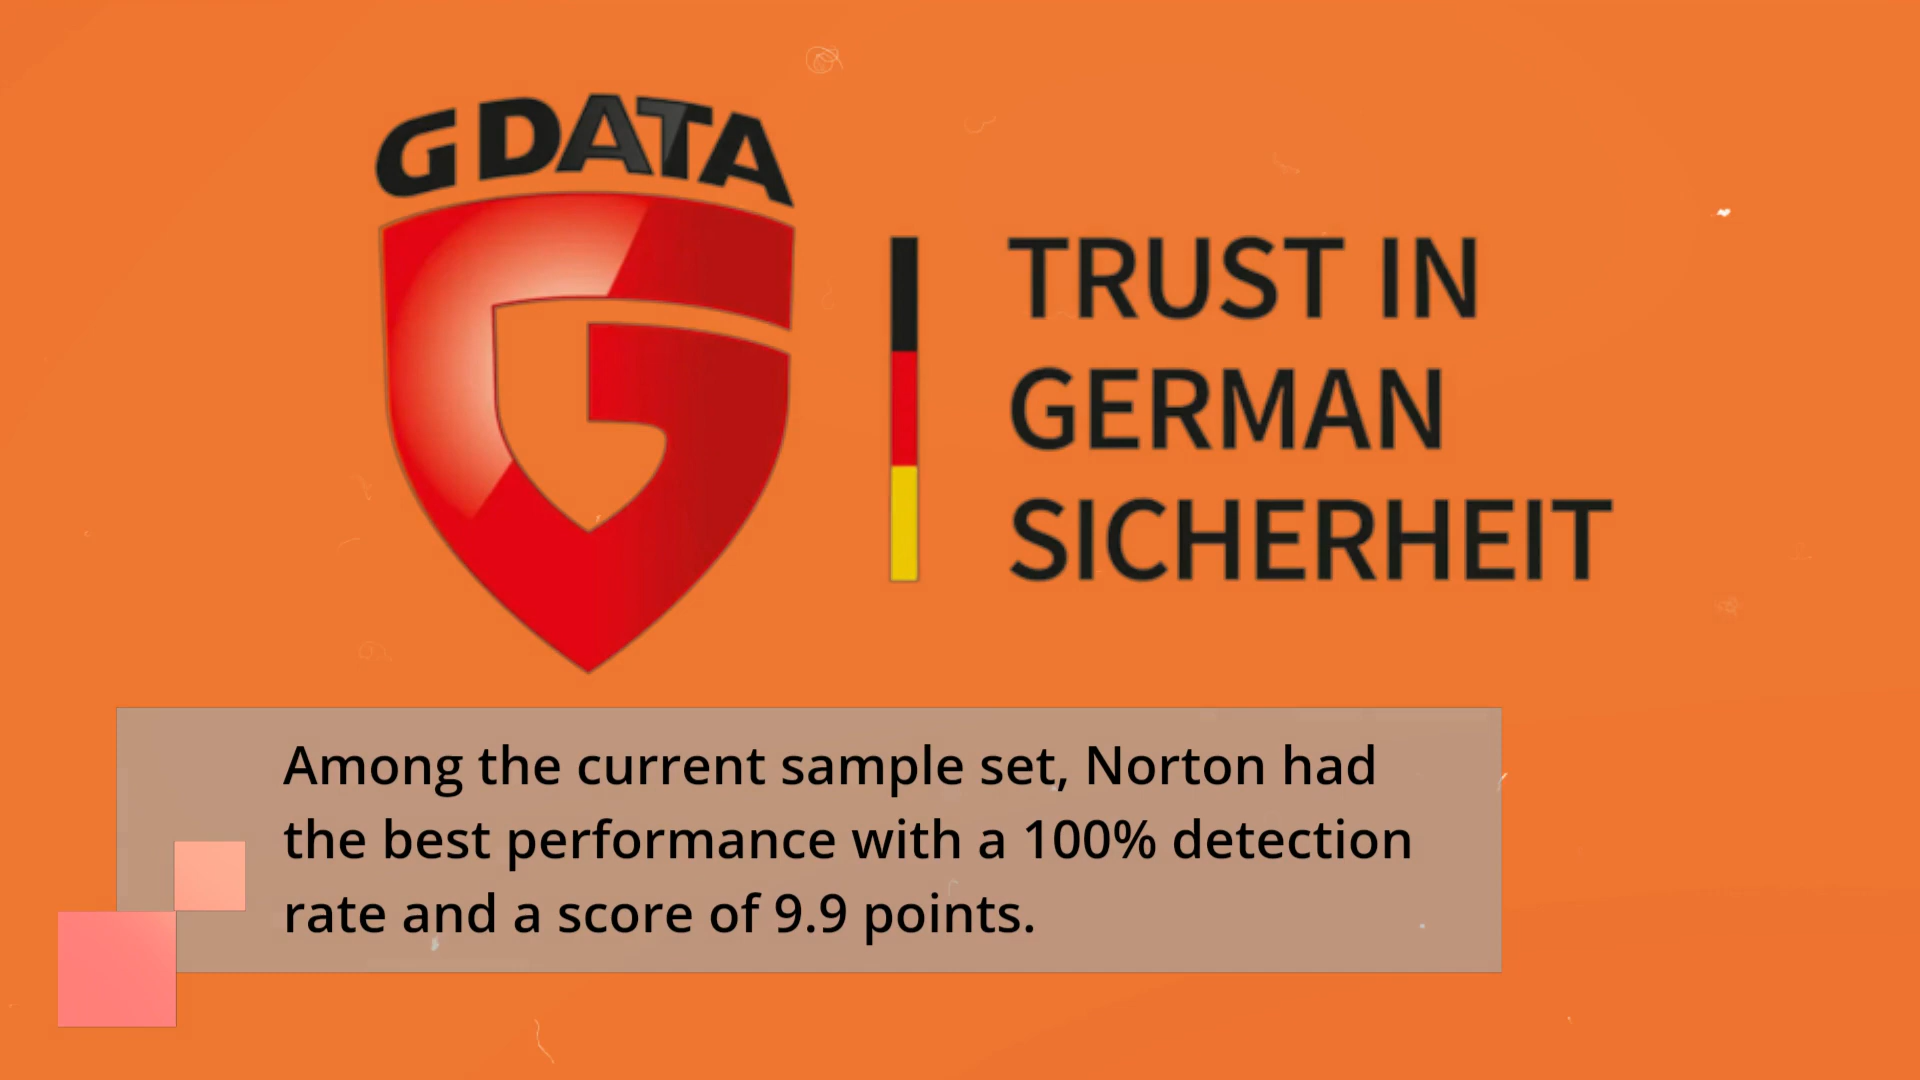 G DATA
TRUST IN
GERMAN
SICHERHEIT
Among the current sample set, Norton had
the best performance with a 100% detection
rate and a score of 9.9 points.